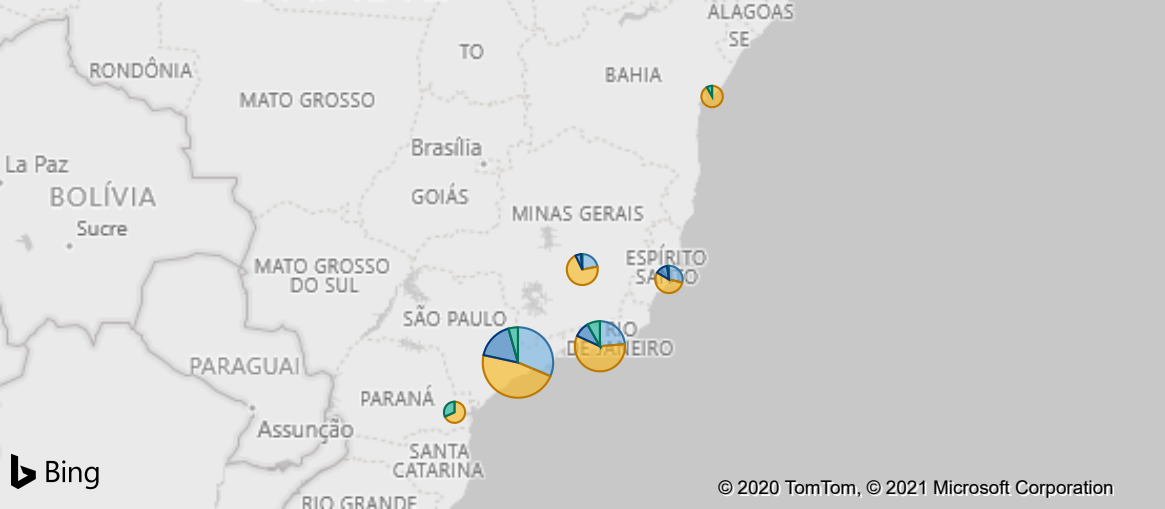 ALAGOAS
SE
TO
RONDÔNIA
BAHIA
MATO GROSSO
Brasília
La Paz
BOLÍVIA
GOIÁS
MINAS GERAIS
Sucre
ESPÍRITO
SANTO
MATO GROSSO
DO SUL
SÃO PAULO
RIO
DE JANEIRO
PARAGUAI
PARANÁ
Assunção
SANTA
CATARINA
Bing
© 2020 TomTom, © 2021 Microsoft Corporation
RIO GRANDE